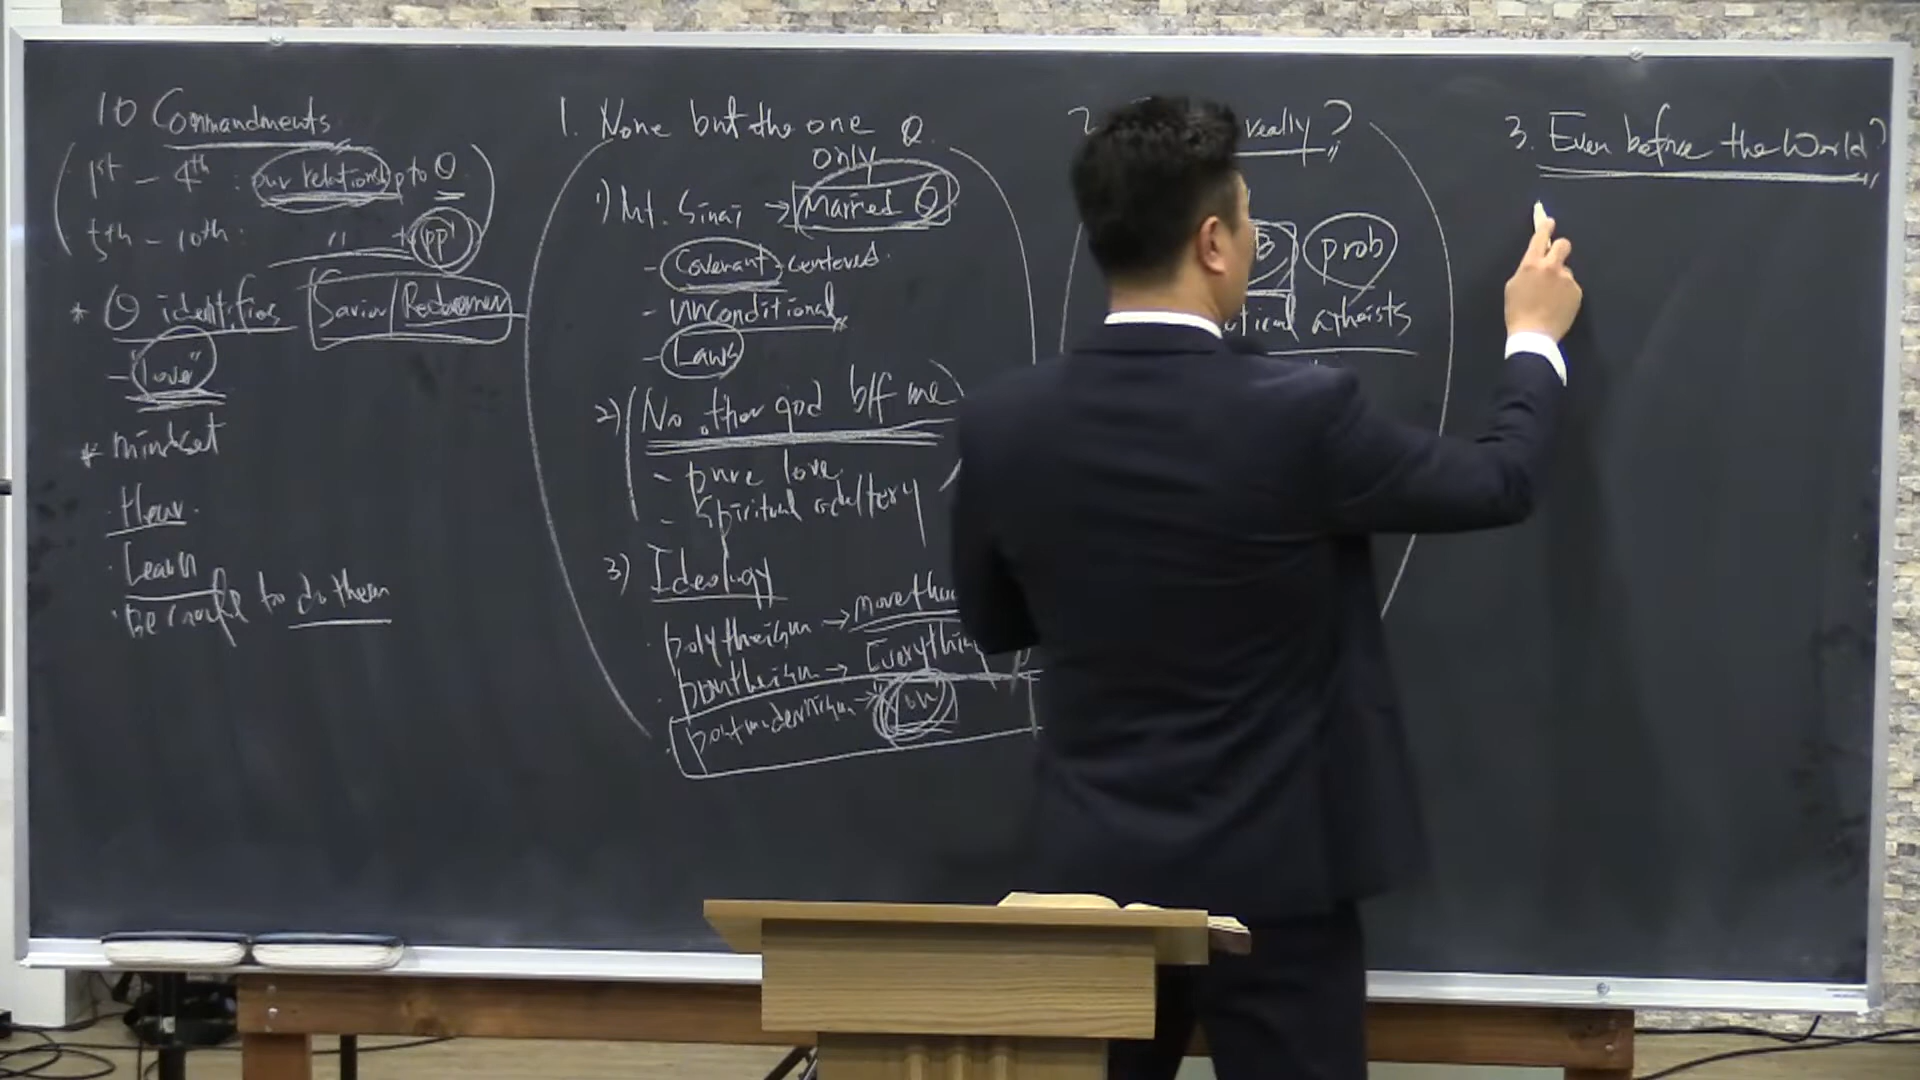 10 Commandments
1st - 4th : our relationship to Θ
5th - 10th : " + pp'
* Θ identifies Savior/Redeemer
- "love"
* mindset
· Hear.
· Learn
· Be careful to do them
1. None but the one Θ.
only
1) Mt. Sinai → Married Θ
- Covenant-centered.
- unconditional
- Laws
2) No other god b/f me
- pure love
- Spiritual adultery
3) Ideology
· polytheism → more than
· pantheism → Everything
· postmodernism →
2. really?
prob
atheists
3. Even before the World?